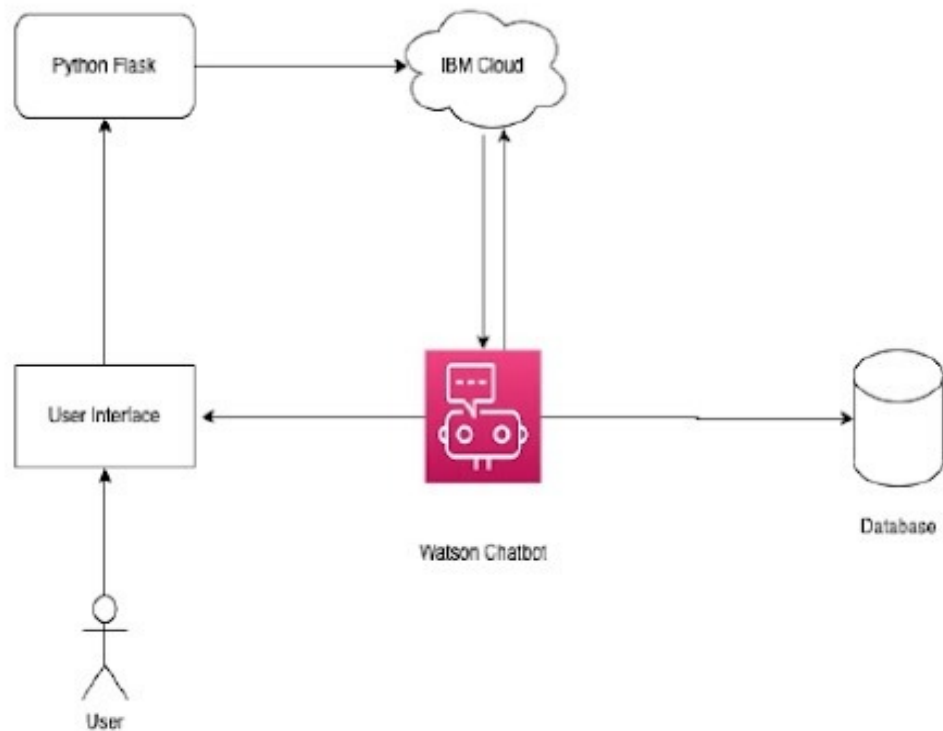 Python Flask
IBM Cloud
User Interface
Watson Chatbot
Database
User